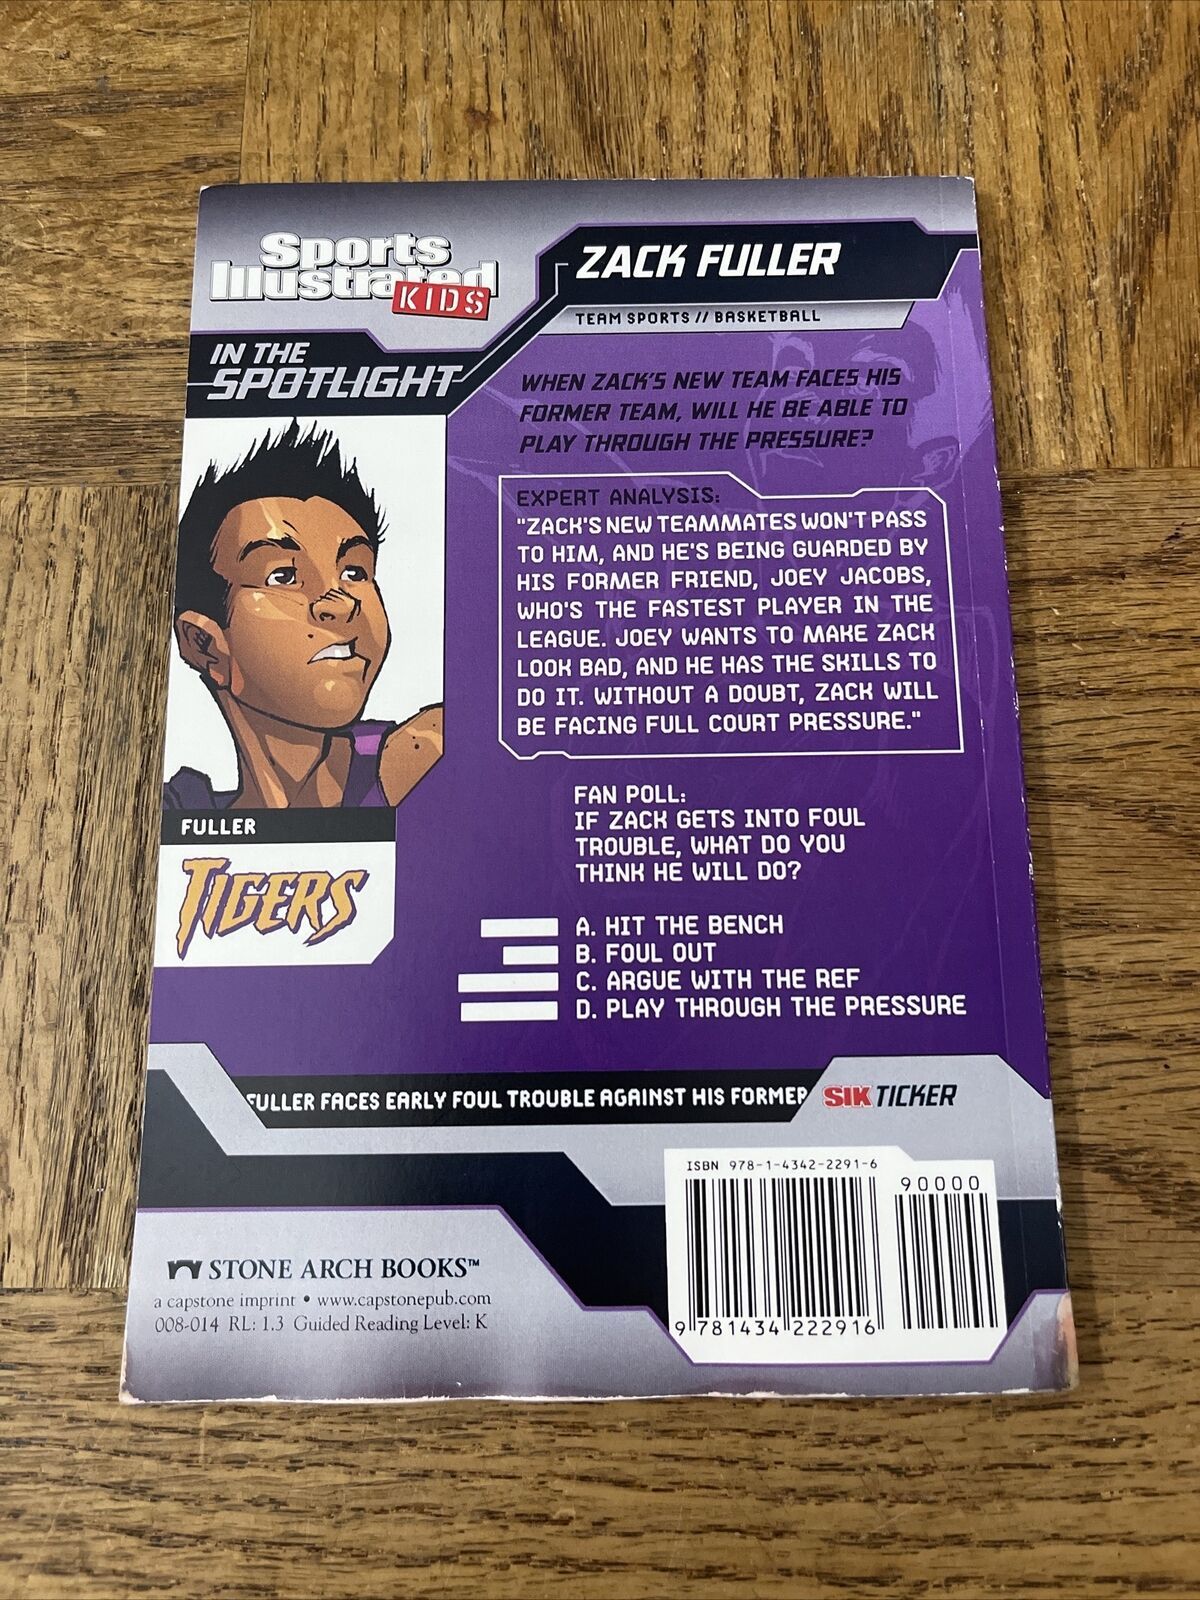 Sports
Illustrated
KIDS
ZACK FULLER
TEAM SPORTS // BASKETBALL
IN THE
SPOTLIGHT
WHEN ZACK'S NEW TEAM FACES HIS
FORMER TEAM, WILL HE BE ABLE TO
PLAY THROUGH THE PRESSURE?
EXPERT ANALYSIS:
"ZACK'S NEW TEAMMATES WON'T PASS
TO HIM, AND HE'S BEING GUARDED BY
HIS FORMER FRIEND, JOEY JACOBS,
WHO'S THE FASTEST PLAYER IN THE
LEAGUE. JOEY WANTS TO MAKE ZACK
LOOK BAD, AND HE HAS THE SKILLS TO
DO IT. WITHOUT A DOUBT, ZACK WILL
BE FACING FULL COURT PRESSURE."
FULLER
TIGERS
FAN POLL:
IF ZACK GETS INTO FOUL
TROUBLE, WHAT DO YOU
THINK HE WILL DO?
A. HIT THE BENCH
B. FOUL OUT
C. ARGUE WITH THE REF
D. PLAY THROUGH THE PRESSURE
FULLER FACES EARLY FOUL TROUBLE AGAINST HIS FORMER
SIK TICKER
ISBN 978-1-4342-2291-6
90000
9 781434 222916
STONE ARCH BOOKS™
a capstone imprint • www.capstonepub.com
008-014 RL: 1.3 Guided Reading Level: K